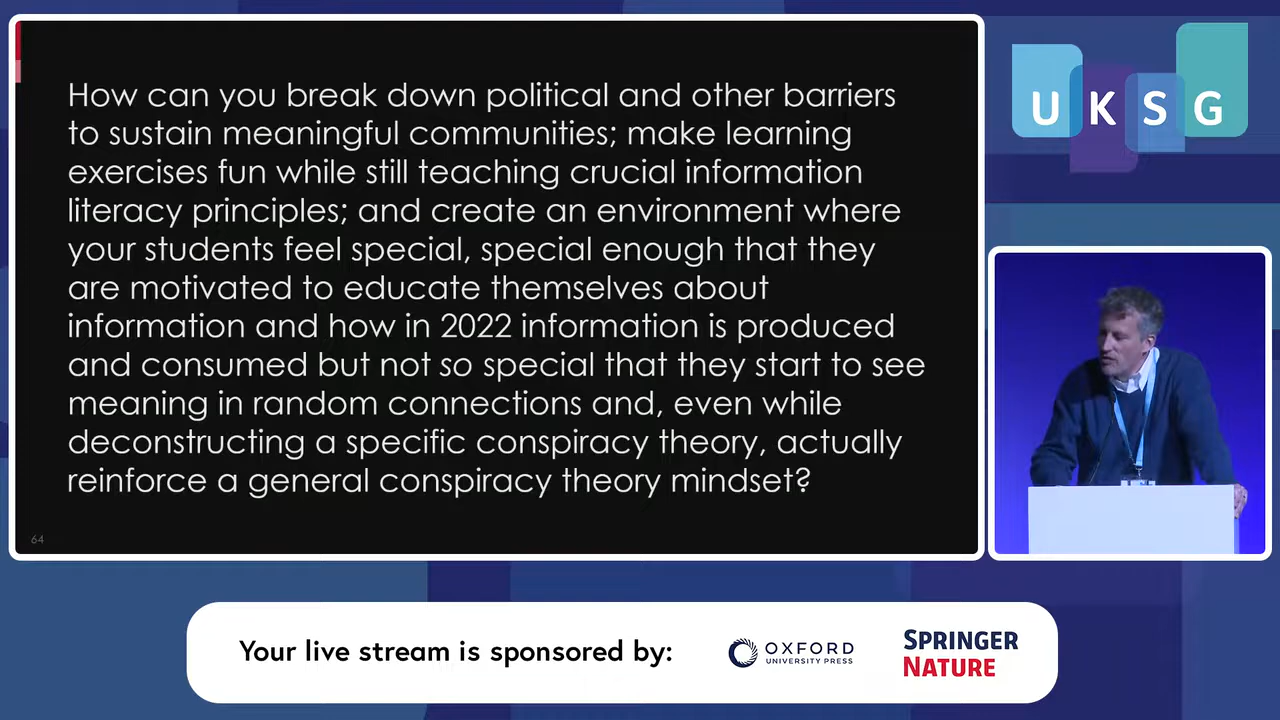 How can you break down political and other barriers
to sustain meaningful communities; make learning
exercises fun while still teaching crucial information
literacy principles; and create an environment where
your students feel special, special enough that they
are motivated to educate themselves about
information and how in 2022 information is produced
and consumed but not so special that they start to see
meaning in random connections and, even while
deconstructing a specific conspiracy theory, actually
reinforce a general conspiracy theory mindset?
64
UKSG
Your live stream is sponsored by:
OXFORD
UNIVERSITY PRESS
SPRINGER
NATURE